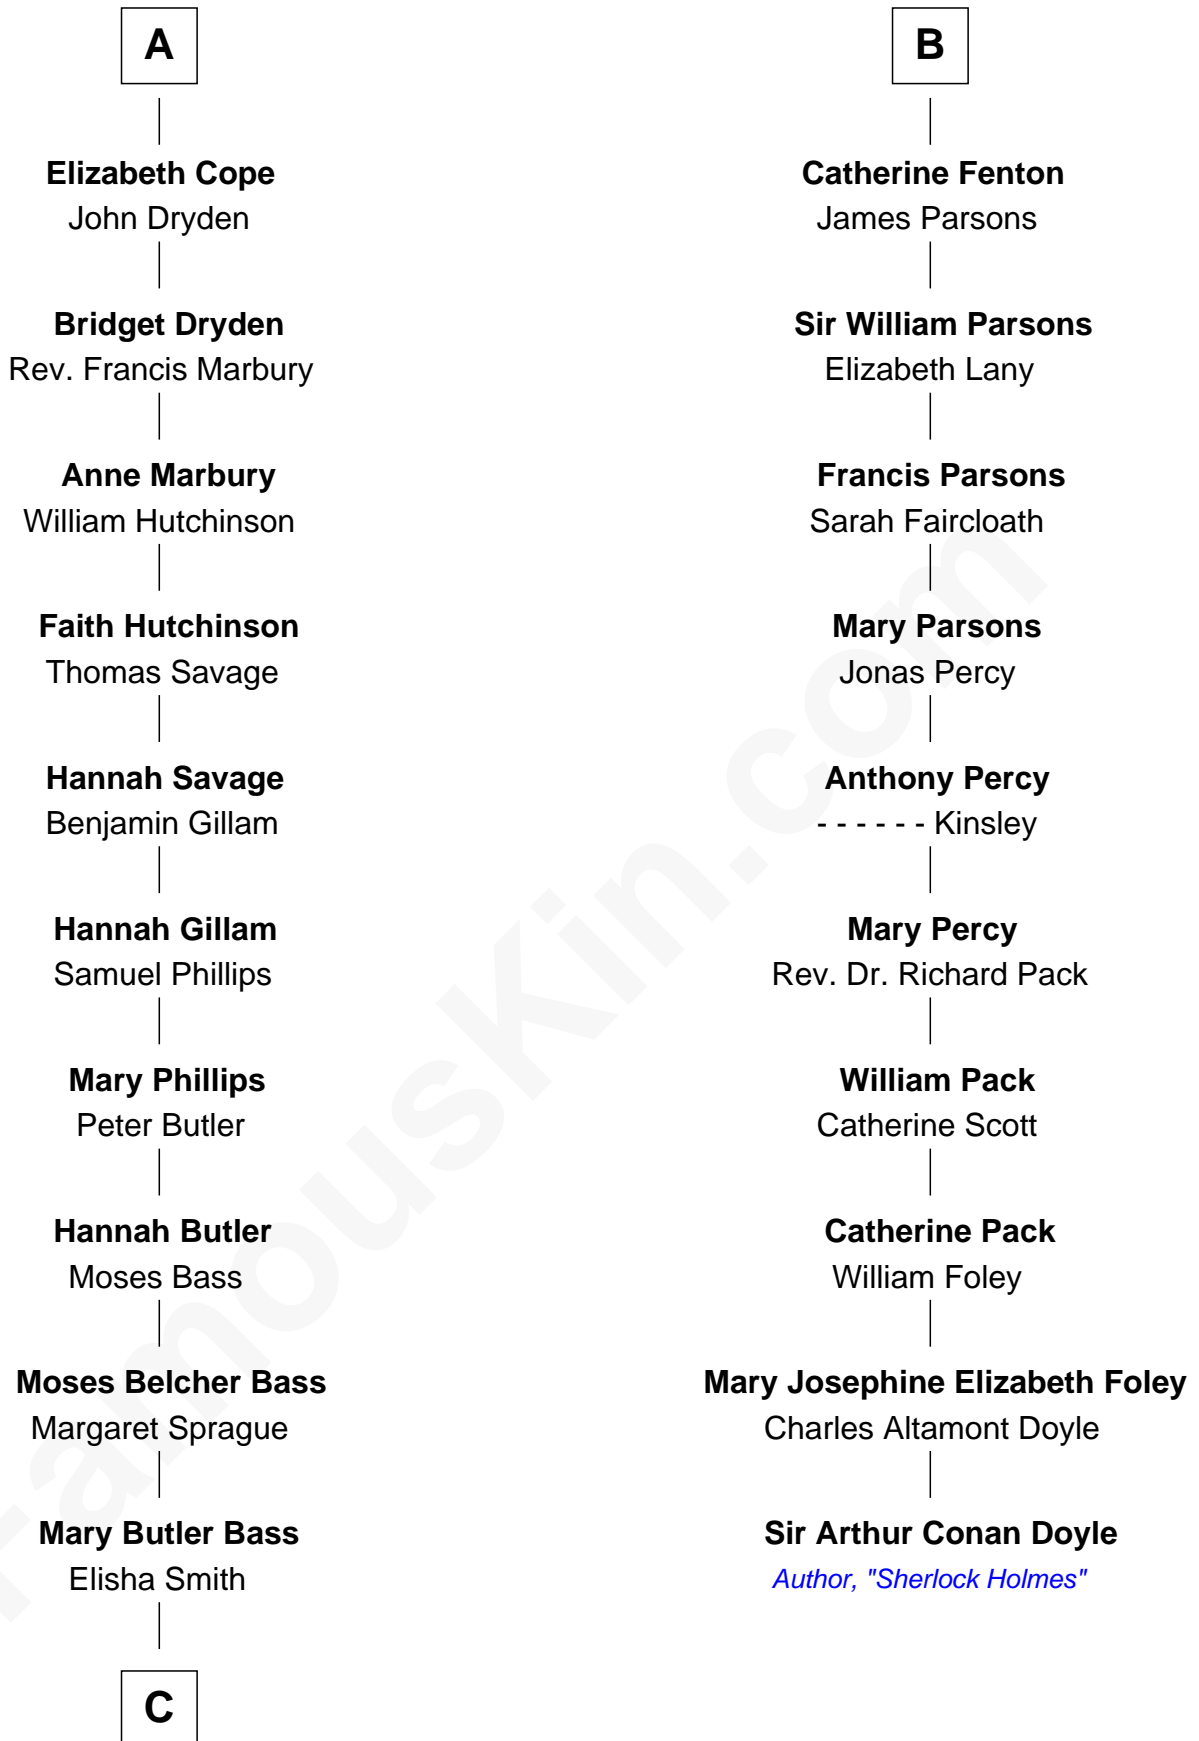 A
Elizabeth Cope
John Dryden
Bridget Dryden
Rev. Francis Marbury
Anne Marbury
William Hutchinson
Faith Hutchinson
Thomas Savage
Hannah Savage
Benjamin Gillam
Hannah Gillam
Samuel Phillips
Mary Phillips
Peter Butler
Hannah Butler
Moses Bass
Moses Belcher Bass
Margaret Sprague
Mary Butler Bass
Elisha Smith
C
B
Catherine Fenton
James Parsons
Sir William Parsons
Elizabeth Lany
Francis Parsons
Sarah Faircloath
Mary Parsons
Jonas Percy
Anthony Percy
- - - - - - Kinsley
Mary Percy
Rev. Dr. Richard Pack
William Pack
Catherine Scott
Catherine Pack
William Foley
Mary Josephine Elizabeth Foley
Charles Altamont Doyle
Sir Arthur Conan Doyle
Author, "Sherlock Holmes"
FamousKin.com